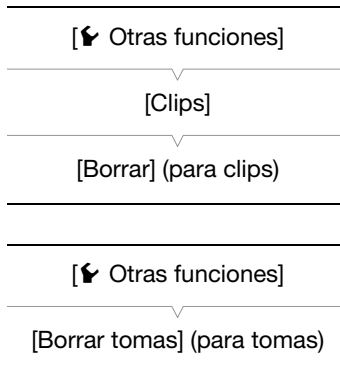 [ Otras funciones]
[Clips]
[Borrar] (para clips)
[ Otras funciones]
[Borrar tomas] (para tomas)